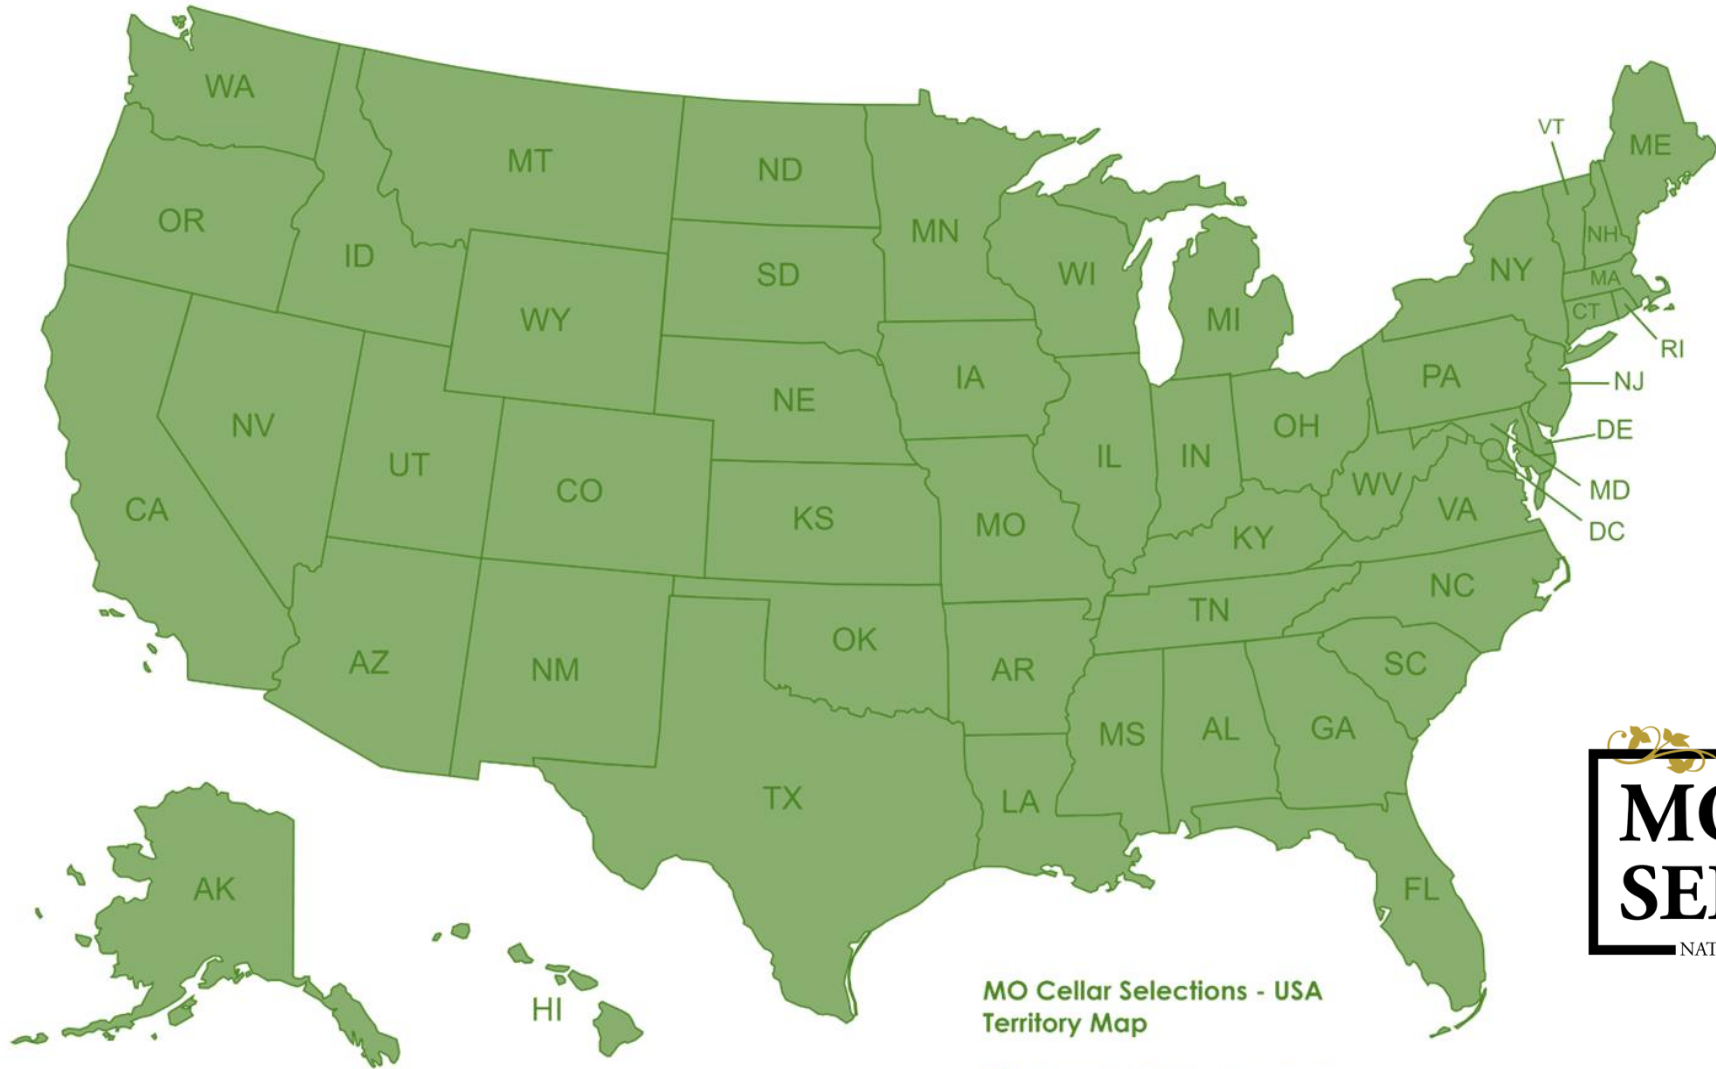 WA
MT
ND
MN
OR
ID
WY
SD
WI
MI
VT
ME
NH
NY
MA
CT
RI
NV
UT
CO
NE
IA
IL
IN
OH
PA
NJ
DE
MD
DC
CA
KS
MO
KY
WV
VA
AZ
NM
OK
AR
TN
NC
SC
TX
LA
MS
AL
GA
FL
AK
HI
MO Cellar Selections - USA
Territory Map